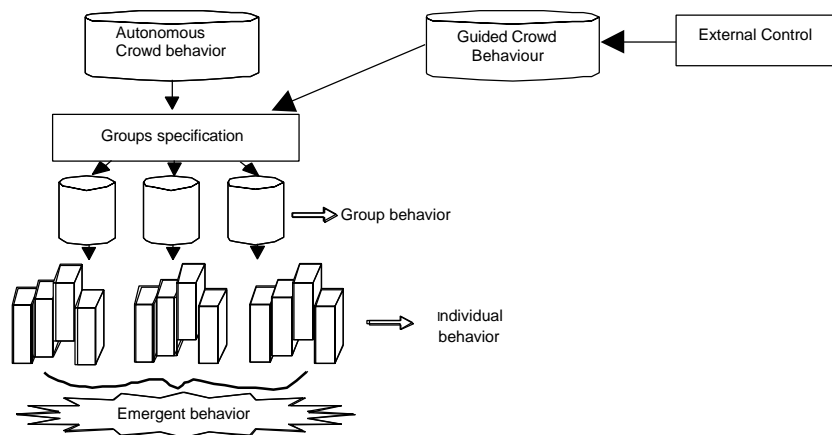 Autonomous
Crowd behavior
Guided Crowd
Behaviour
External Control
Groups specification
Group behavior
Individual
behavior
Emergent behavior